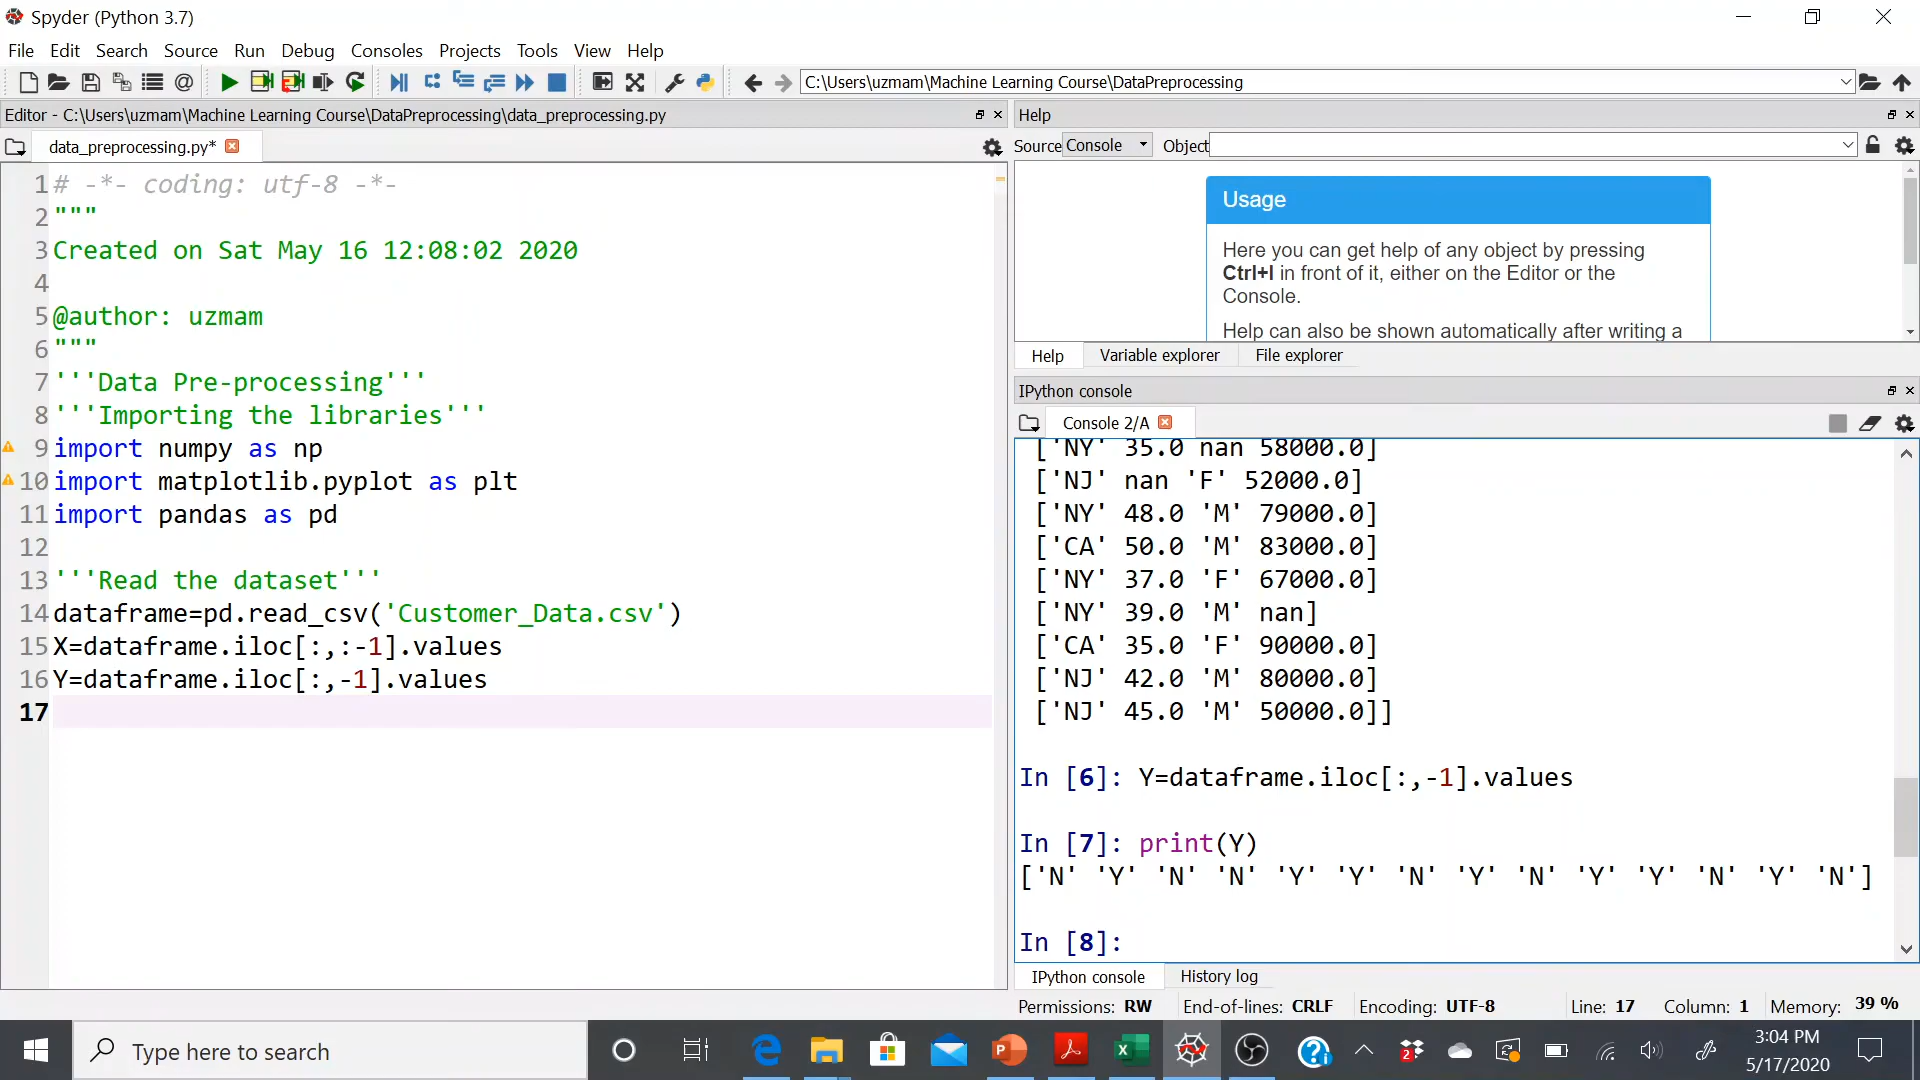 Spyder (Python 3.7)
File Edit Search Source Run Debug Consoles Projects Tools View Help
C:\Users\uzmam\Machine Learning Course\DataPreprocessing
Editor - C:\Users\uzmam\Machine Learning Course\DataPreprocessing\data_preprocessing.py
data_preprocessing.py*
1 # -*- coding: utf-8 -*-
2 """
3 Created on Sat May 16 12:08:02 2020
4
5 @author: uzmam
6 """
7 '''Data Pre-processing'''
8 '''Importing the libraries'''
9 import numpy as np
10 import matplotlib.pyplot as plt
11 import pandas as pd
12
13 '''Read the dataset'''
14 dataframe=pd.read_csv('Customer_Data.csv')
15 X=dataframe.iloc[:,:-1].values
16 Y=dataframe.iloc[:,-1].values
17
Help
Source Console Object
Usage
Here you can get help of any object by pressing
Ctrl+I in front of it, either on the Editor or the
Console.
Help can also be shown automatically after writing a
Help Variable explorer File explorer
IPython console
Console 2/A
['NY' 35.0 nan 58000.0]
['NJ' nan 'F' 52000.0]
['NY' 48.0 'M' 79000.0]
['CA' 50.0 'M' 83000.0]
['NY' 37.0 'F' 67000.0]
['NY' 39.0 'M' nan]
['CA' 35.0 'F' 90000.0]
['NJ' 42.0 'M' 80000.0]
['NJ' 45.0 'M' 50000.0]]
In [6]: Y=dataframe.iloc[:,-1].values
In [7]: print(Y)
['N' 'Y' 'N' 'N' 'Y' 'Y' 'N' 'Y' 'N' 'Y' 'Y' 'N' 'Y' 'N']
In [8]:
IPython console History log
Permissions: RW End-of-lines: CRLF Encoding: UTF-8 Line: 17 Column: 1 Memory: 39 %
Type here to search
3:04 PM
5/17/2020